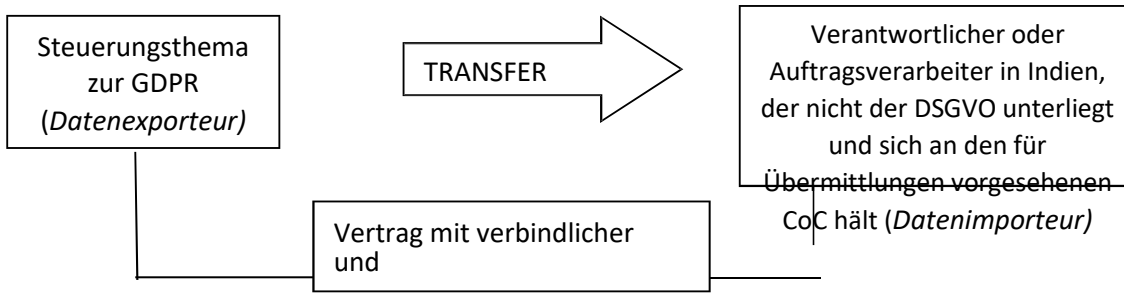 Steuerungsthema
zur GDPR
(Datenexporteur)
TRANSFER
Verantwortlicher oder
Auftragsverarbeiter in Indien,
der nicht der DSGVO unterliegt
und sich an den für
Übermittlungen vorgesehenen
CoC hält (Datenimporteur)
Vertrag mit verbindlicher
und